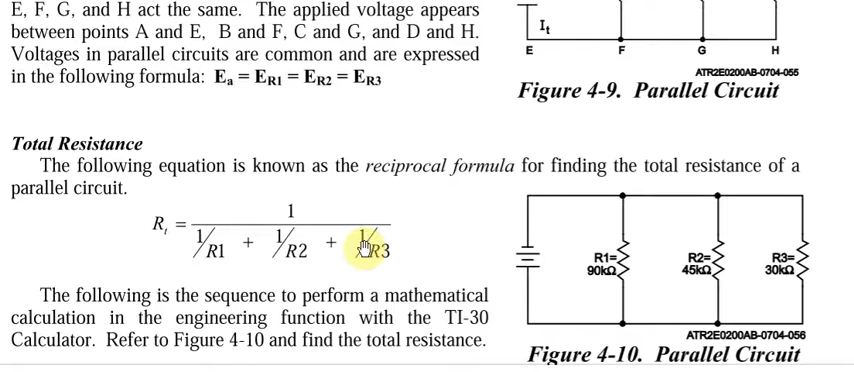 E, F, G, and H act the same. The applied voltage appears
between points A and E, B and F, C and G, and D and H.
Voltages in parallel circuits are common and are expressed
in the following formula: Ea = ER1 = ER2 = ER3
It
E F G H
ATR2E0200AB-0704-055
Figure 4-9. Parallel Circuit
Total Resistance
The following equation is known as the reciprocal formula for finding the total resistance of a
parallel circuit.
Rt = 1
1/R1 + 1/R2 + 1/R3
R1=
90kΩ
R2=
45kΩ
R3=
30kΩ
The following is the sequence to perform a mathematical
calculation in the engineering function with the TI-30
Calculator. Refer to Figure 4-10 and find the total resistance.
ATR2E0200AB-0704-056
Figure 4-10. Parallel Circuit